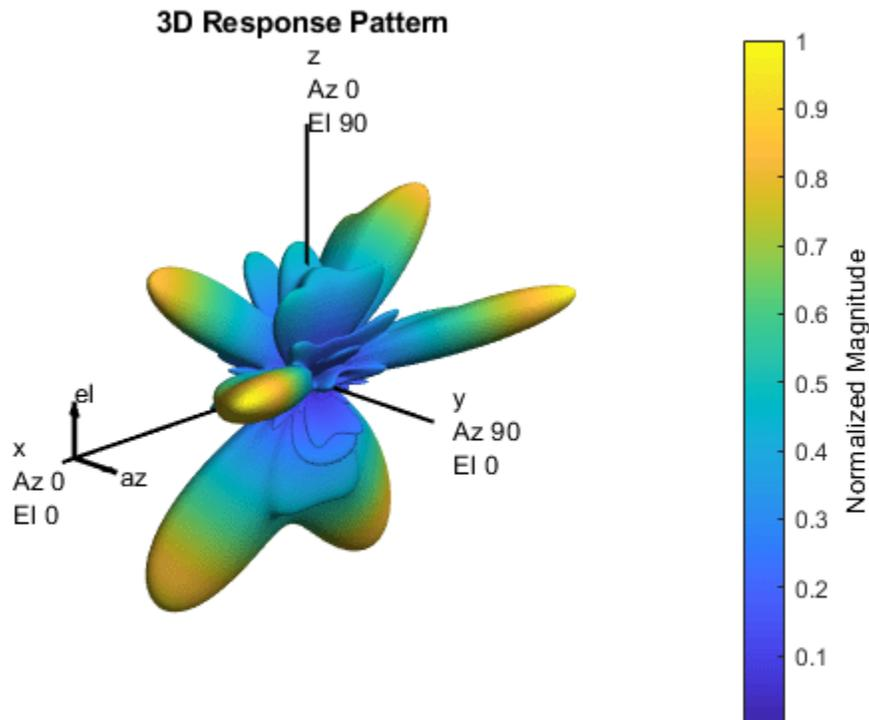 3D Response Pattern
z
Az 0
El 90
el
az
x
Az 0
El 0
y
Az 90
El 0
1
0.9
0.8
0.7
0.6
0.5
0.4
0.3
0.2
0.1
Normalized Magnitude